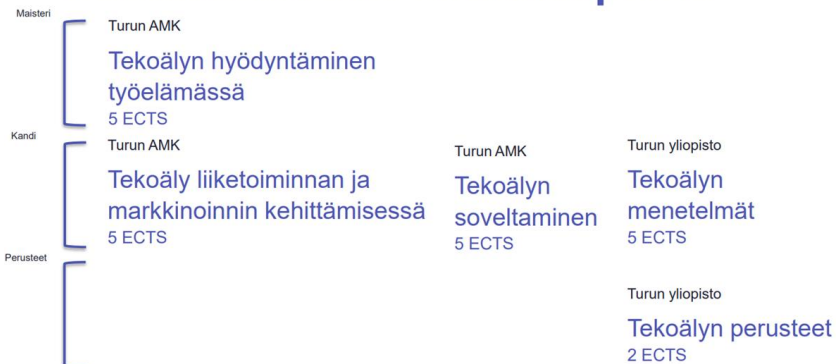 Maisteri
Turun AMK
Tekoälyn hyödyntäminen
työelämässä
5 ECTS
Kandi
Turun AMK
Tekoäly liiketoiminnan ja
markkinoinnin kehittämisessä
5 ECTS
Turun AMK
Tekoälyn
soveltaminen
5 ECTS
Turun yliopisto
Tekoälyn
menetelmät
5 ECTS
Perusteet
Turun yliopisto
Tekoälyn perusteet
2 ECTS